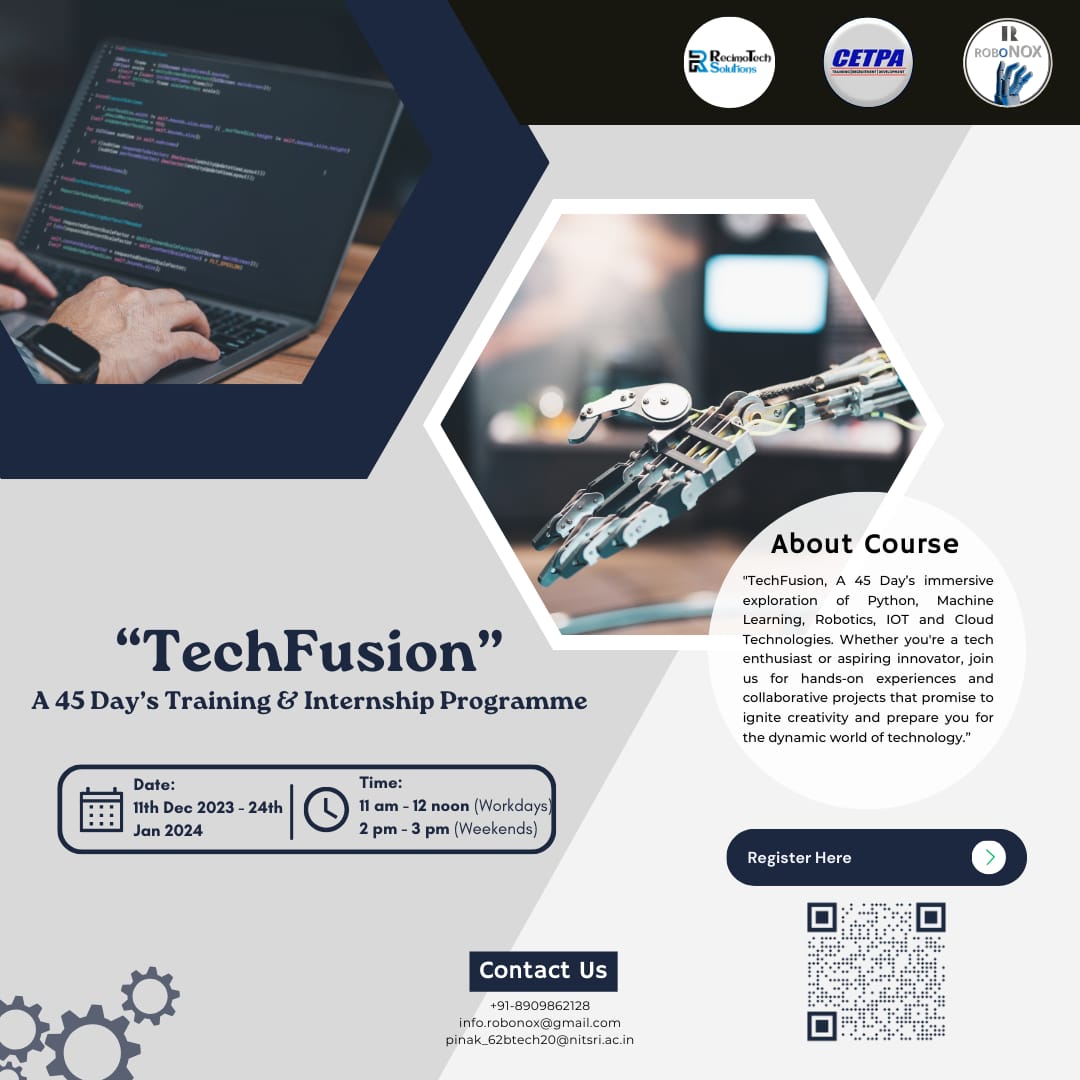 RecimoTech
Solutions
CETPA
TRAINING|RECRUITMENT|DEVELOPMENT
ROBONOX
“TechFusion”
A 45 Day’s Training & Internship Programme
Date:
11th Dec 2023 - 24th
Jan 2024
Time:
11 am - 12 noon (Workdays)
2 pm - 3 pm (Weekends)
About Course
"TechFusion, A 45 Day’s immersive
exploration of Python, Machine
Learning, Robotics, IOT and Cloud
Technologies. Whether you're a tech
enthusiast or aspiring innovator, join
us for hands-on experiences and
collaborative projects that promise to
ignite creativity and prepare you for
the dynamic world of technology.”
Register Here
Contact Us
+91-8909862128
info.robonox@gmail.com
pinak_62btech20@nitsri.ac.in